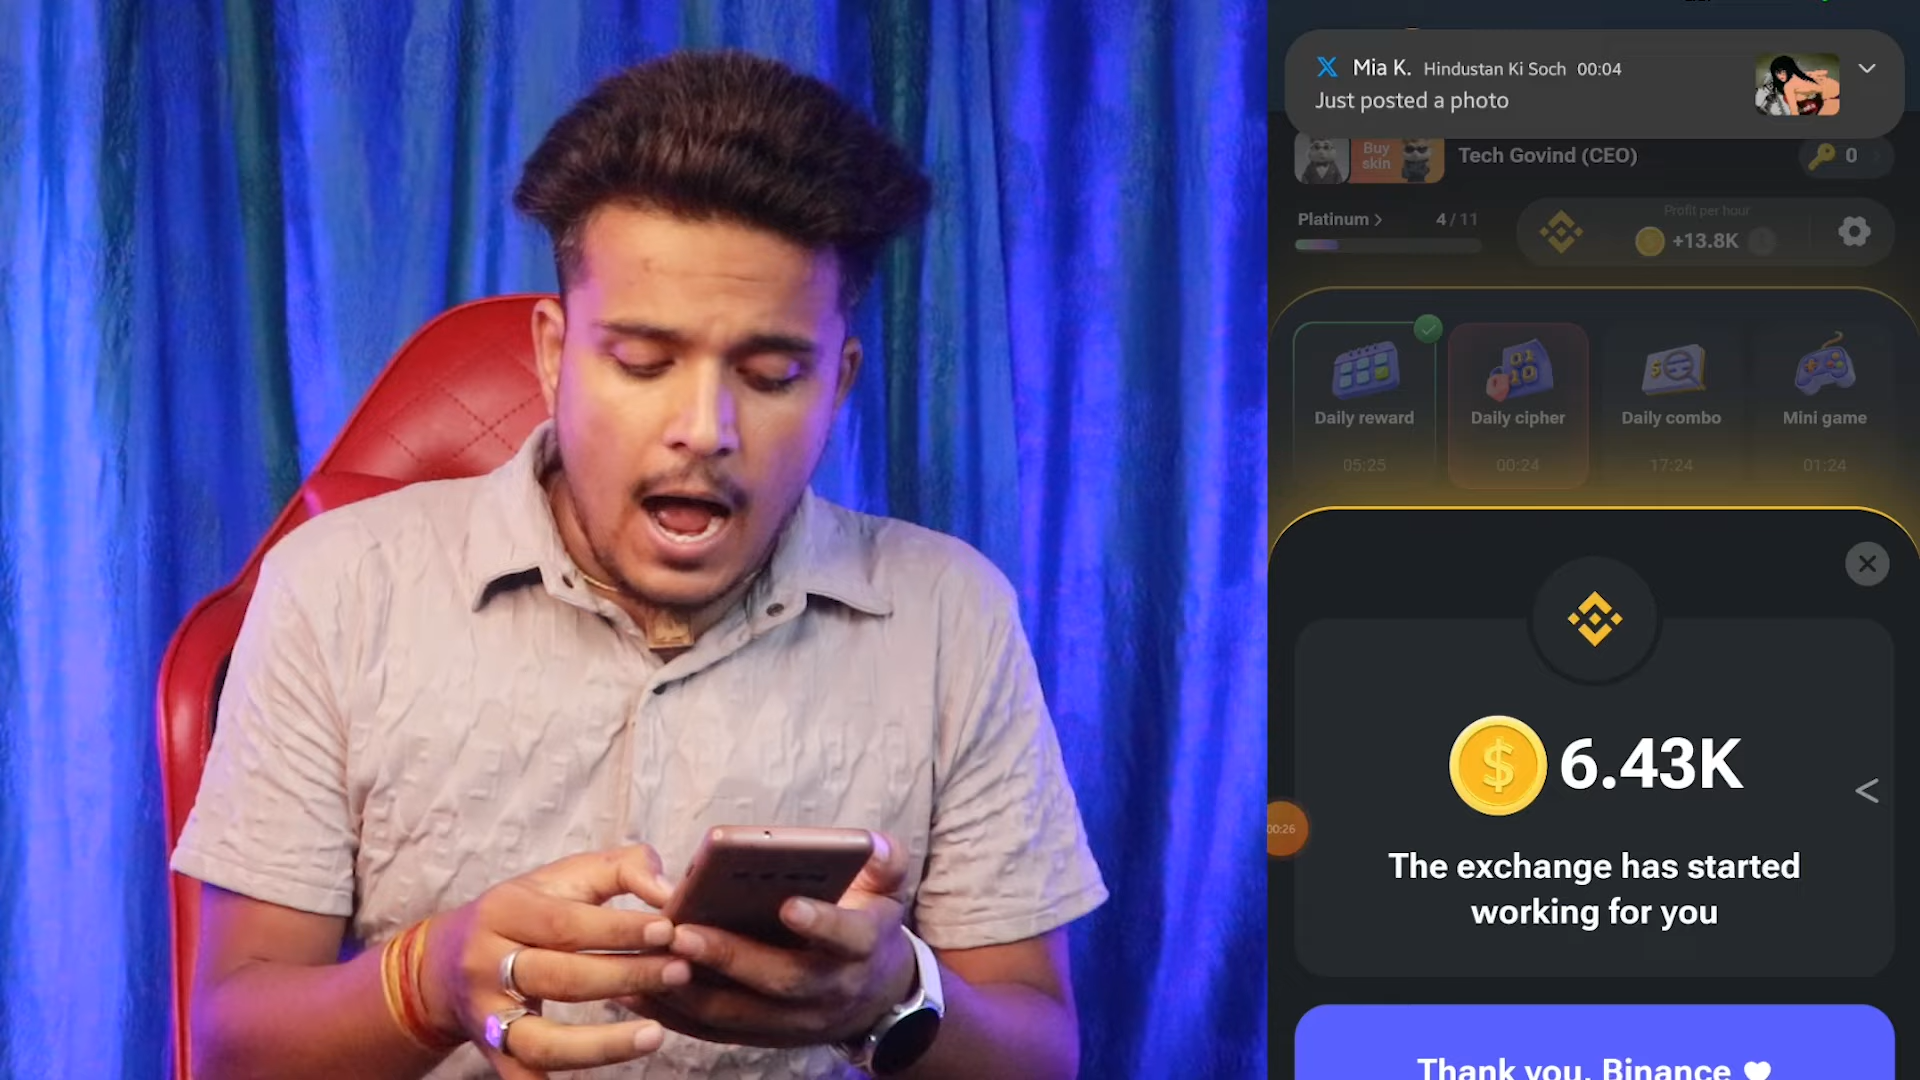 Mia K. Hindustan Ki Soch 00:04
Just posted a photo
Buy
skin
Tech Govind (CEO)
0
Platinum >
4 / 11
Profit per hour
+13.8K
Daily reward
Daily cipher
Daily combo
Mini game
05:25
00:24
17:24
01:24
6.43K
00:26
The exchange has started
working for you
Thank you, Binance